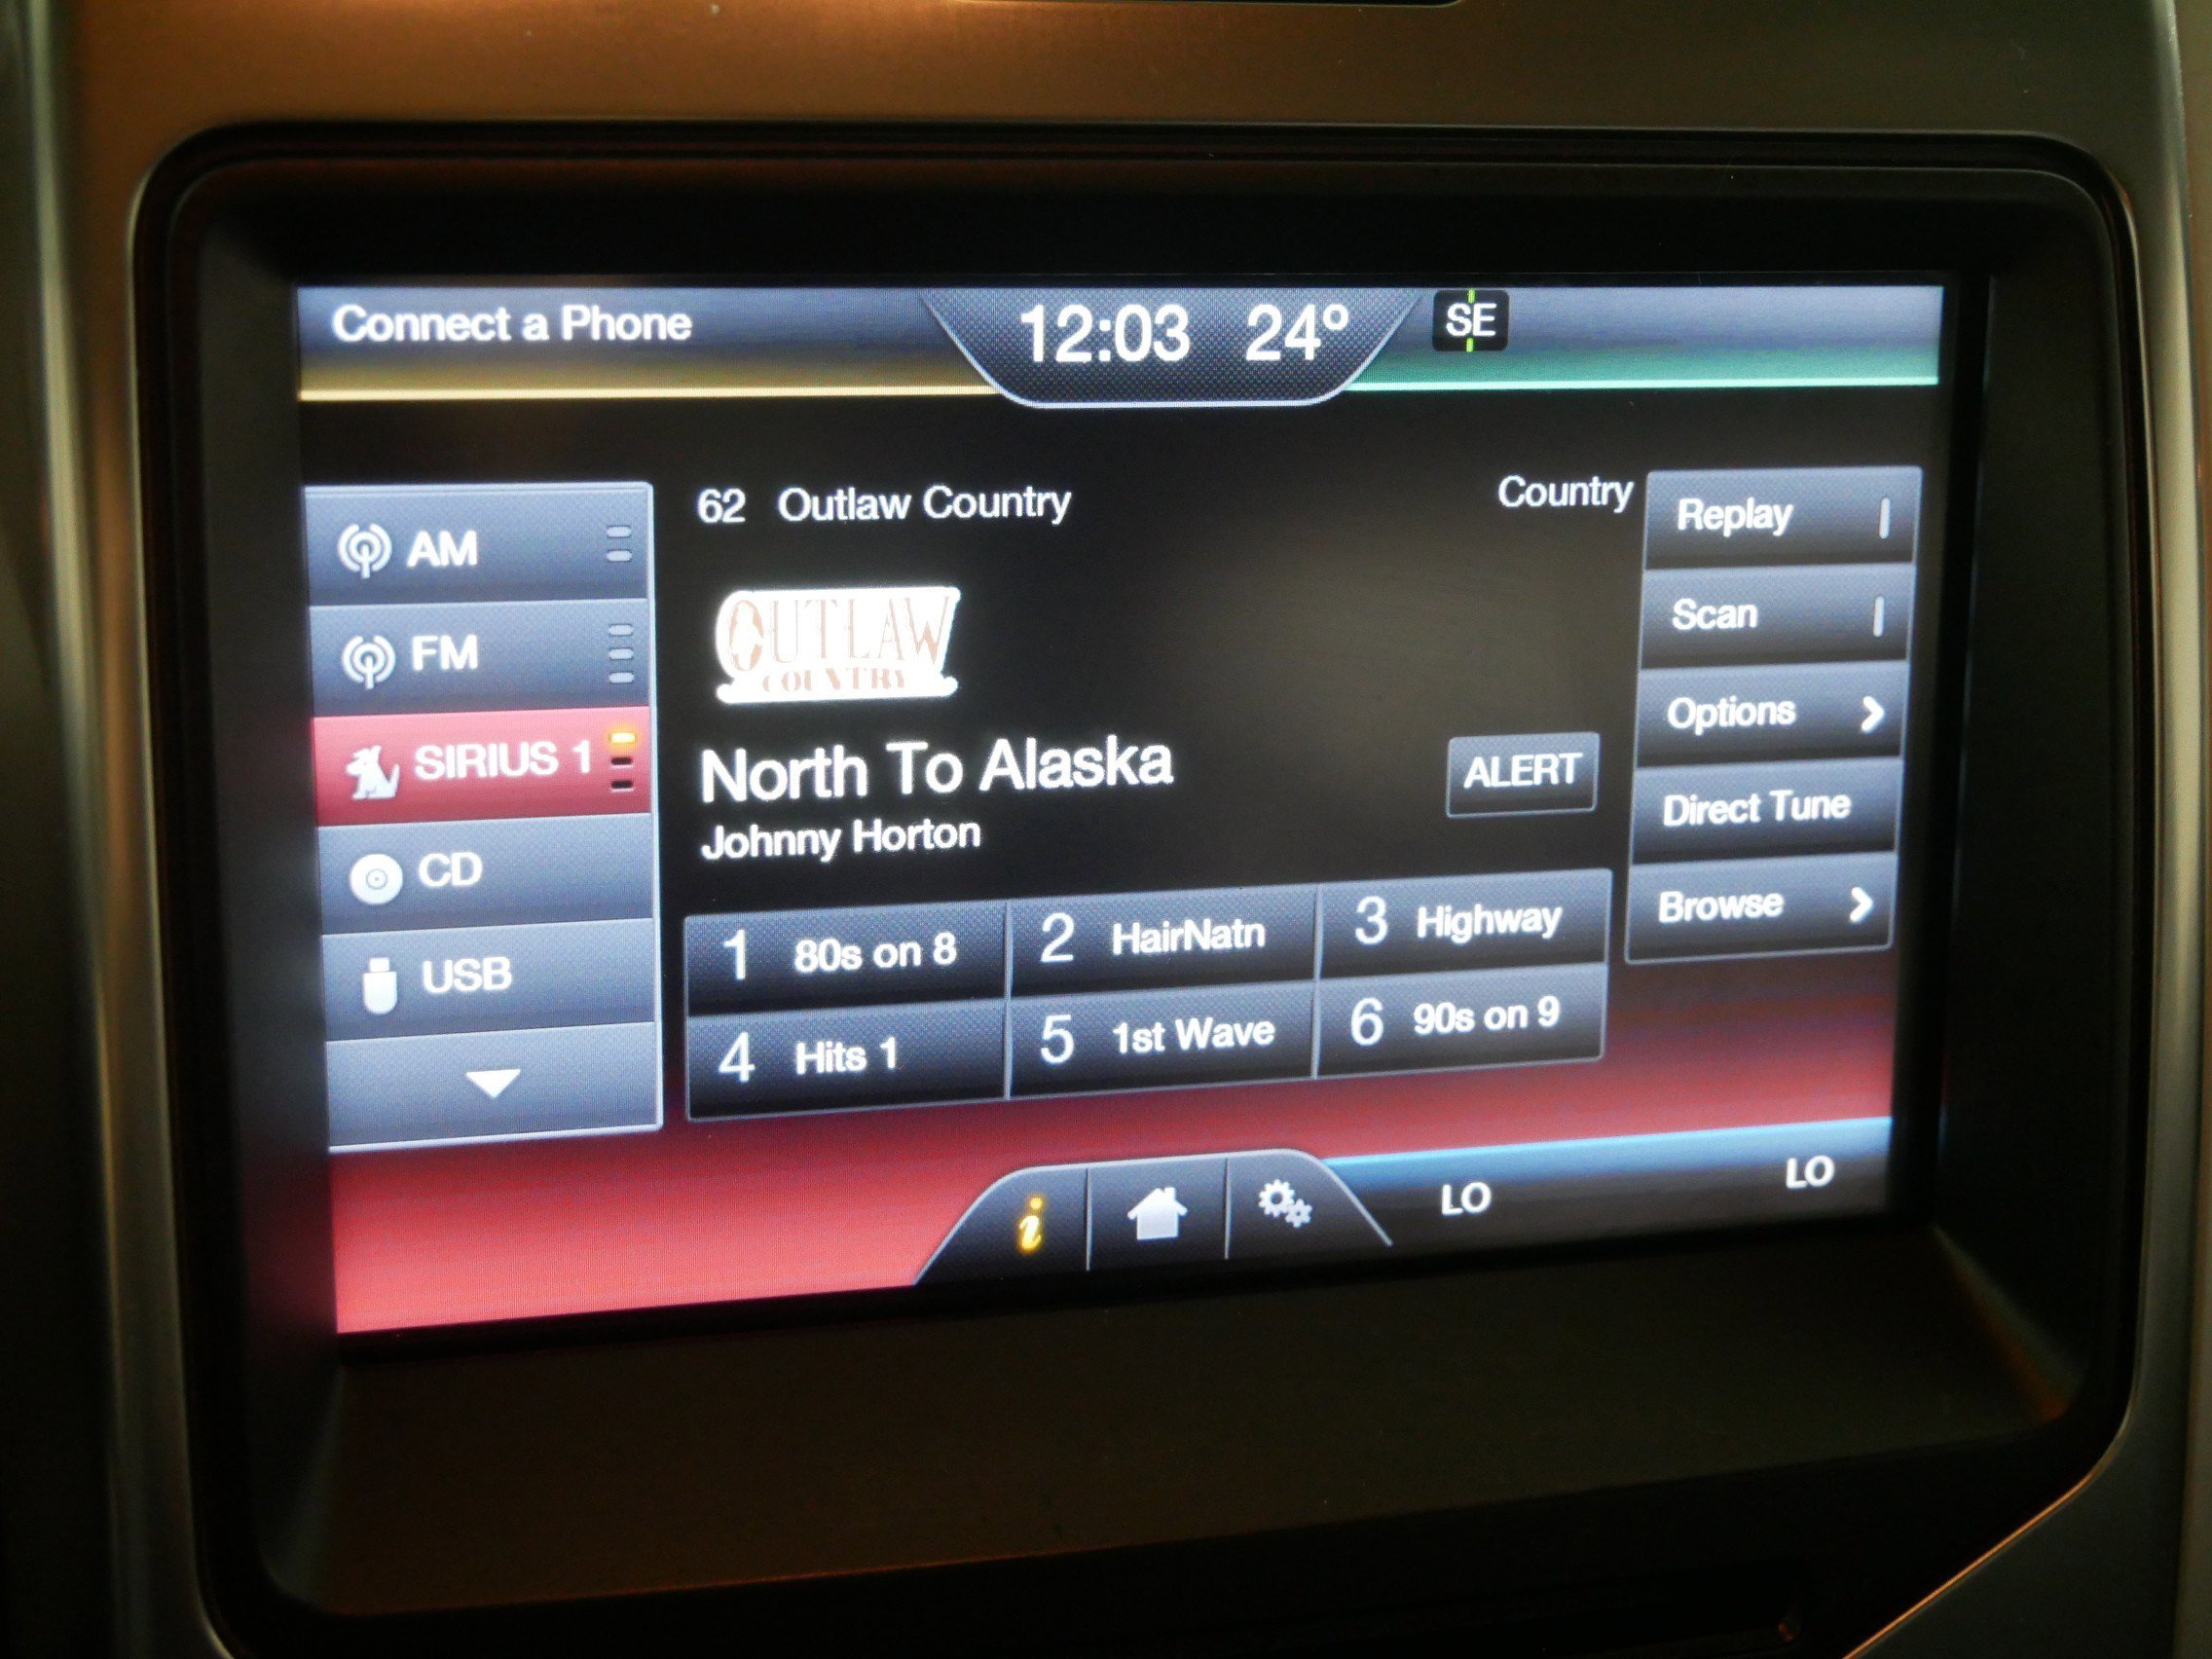 Connect a Phone
12:03 24° SE
62 Outlaw Country
Country
OUTLAW
COUNTRY
North To Alaska
Johnny Horton
ALERT
AM
FM
SIRIUS 1
CD
USB
1 80s on 8
2 HairNatn
3 Highway
4 Hits 1
5 1st Wave
6 90s on 9
Replay
Scan
Options
Direct Tune
Browse
i
LO
LO